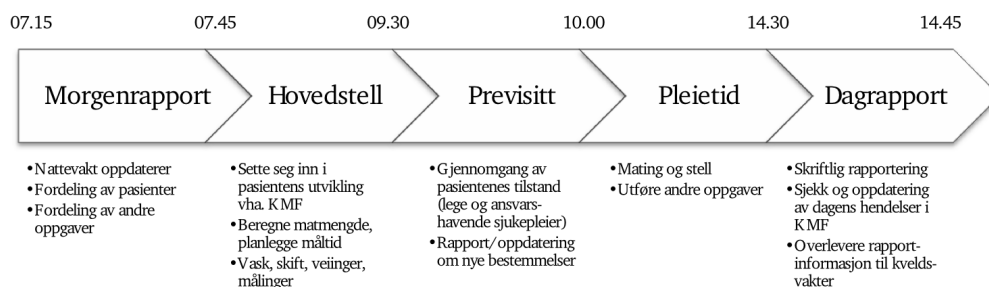 07.15 07.45 09.30 10.00 14.30 14.45
Morgenrapport
Hovedstell
Previsitt
Pleietid
Dagrapport
•Nattevakt oppdaterer
•Fordeling av pasienter
•Fordeling av andre
oppgaver
•Sette seg inn i
pasientens utvikling
vha. KMF
•Beregne matmengde,
planlegge måltid
•Vask, skift, veiinger,
målinger
•Gjennomgang av
pasientenes tilstand
(lege og ansvars-
havende sjukepleier)
•Rapport/oppdatering
om nye bestemmelser
•Mating og stell
•Utføre andre oppgaver
•Skriftlig rapportering
•Sjekk og oppdatering
av dagens hendelser i
KMF
•Overlevere rapport-
informasjon til kvelds-
vakter